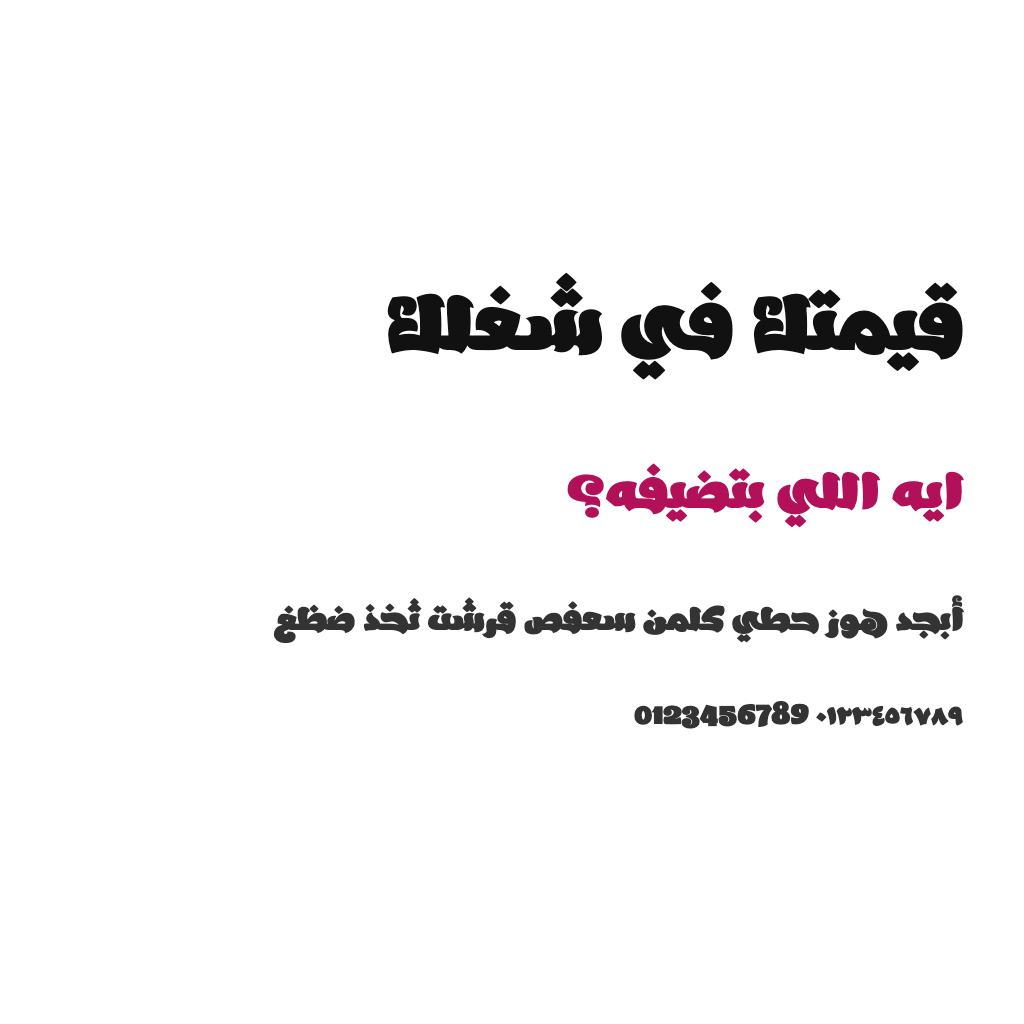 قيمتك في شغلك
ايه اللي بتضيفه؟
أبجد هوز حطي كلمن سعفص قرشت ثخذ ضظغ
٠١٢٣٤٥٦٧٨٩ 0123456789